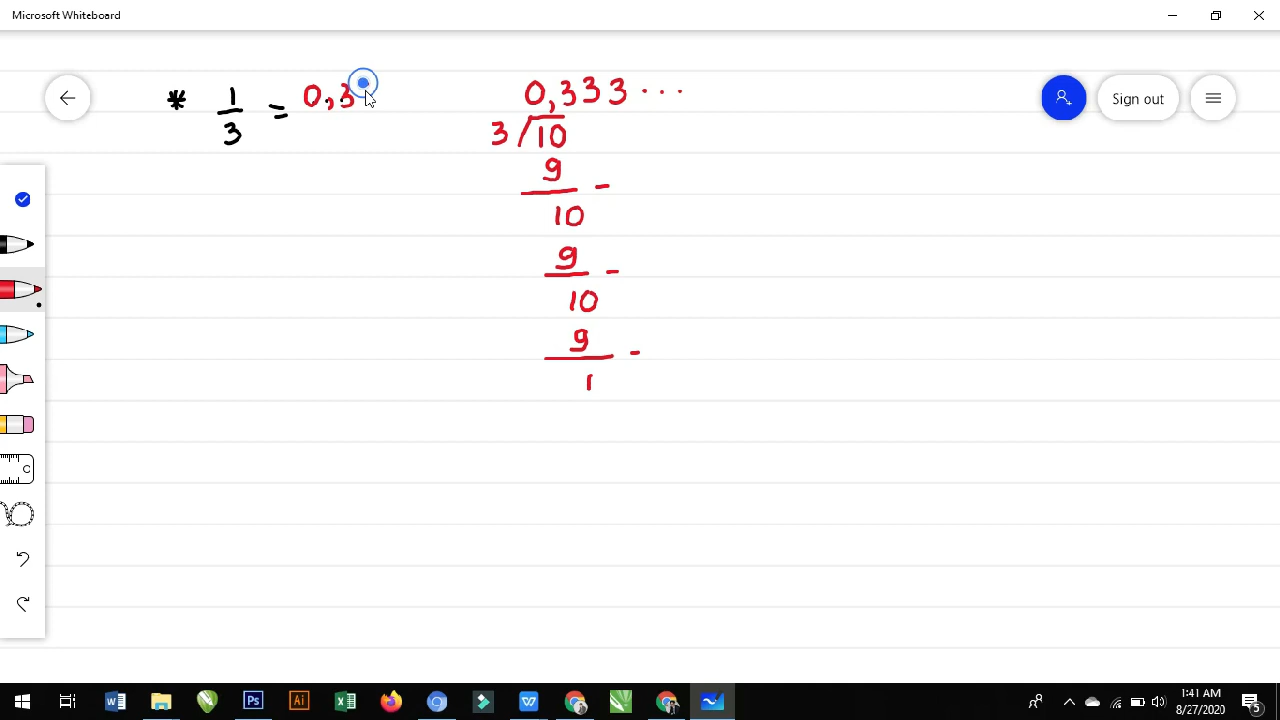 Microsoft Whiteboard
* 1/3 = 0,3
0,333...
3 / 10
9 -
10
9 -
10
9 -
1
Sign out
1:41 AM
8/27/2020
5